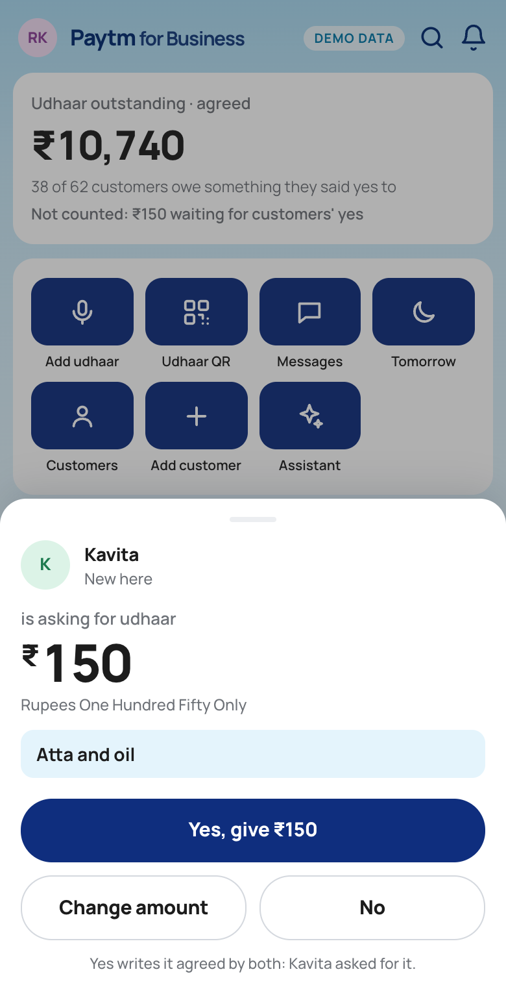 RK
Paytm for Business
DEMO DATA
Udhaar outstanding · agreed
₹10,740
38 of 62 customers owe something they said yes to
Not counted: ₹150 waiting for customers' yes
Add udhaar
Udhaar QR
Messages
Tomorrow
Customers
Add customer
Assistant
K
Kavita
New here
is asking for udhaar
₹150
Rupees One Hundred Fifty Only
Atta and oil
Yes, give ₹150
Change amount
No
Yes writes it agreed by both: Kavita asked for it.